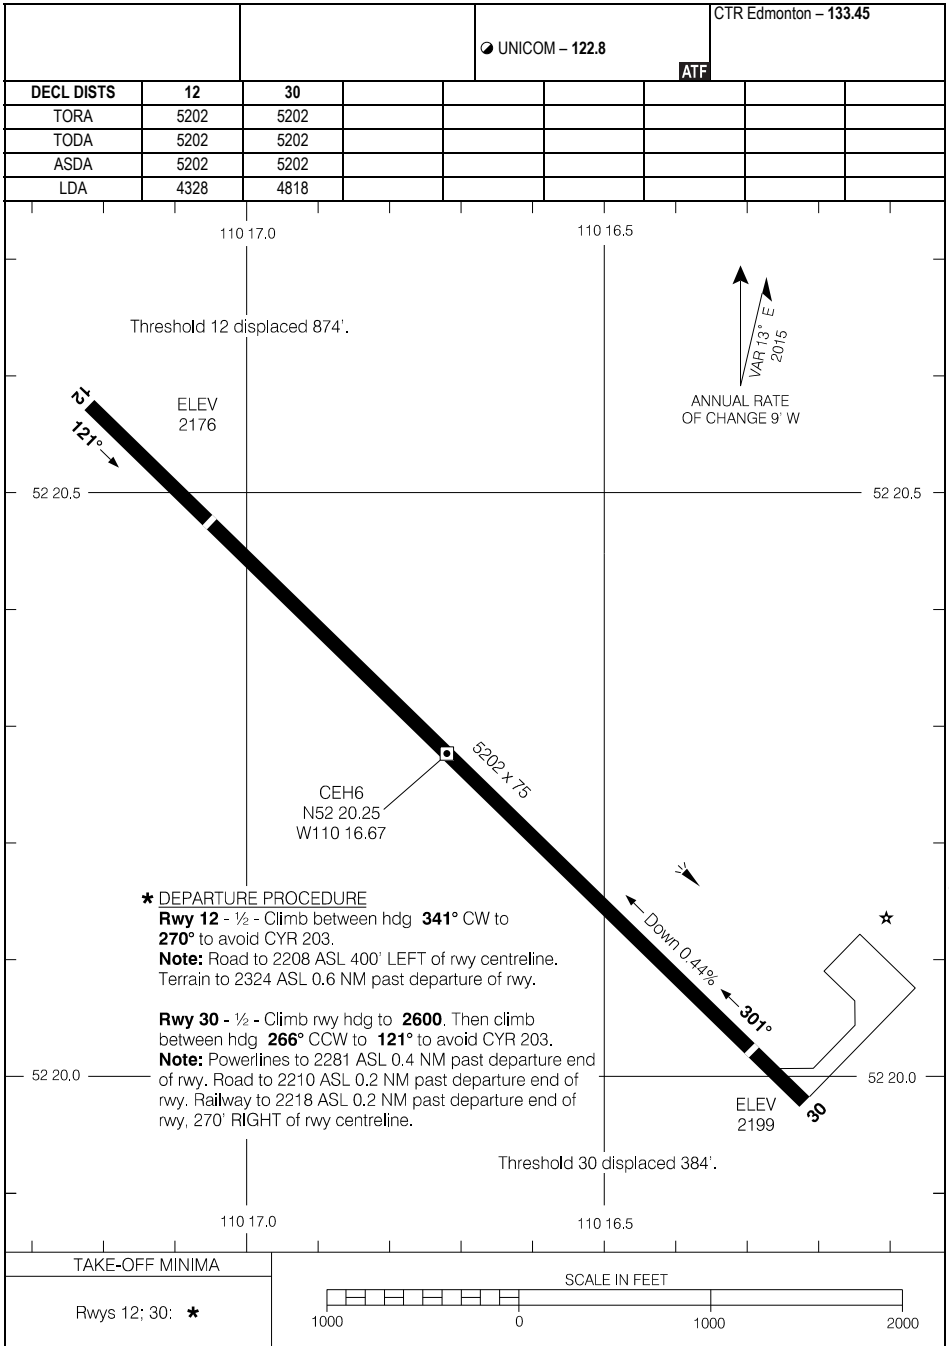 CTR Edmonton – 133.45
UNICOM – 122.8
ATF
DECL DISTS 12 30
TORA 5202 5202
TODA 5202 5202
ASDA 5202 5202
LDA 4328 4818
110 17.0 110 16.5
Threshold 12 displaced 874'.
VAR 13° E
2015
ANNUAL RATE
OF CHANGE 9' W
12
121°
ELEV
2176
52 20.5 52 20.5
5202 x 75
CEH6
N52 20.25
W110 16.67
* DEPARTURE PROCEDURE
Rwy 12 - ½ - Climb between hdg 341° CW to
270° to avoid CYR 203.
Note: Road to 2208 ASL 400' LEFT of rwy centreline.
Terrain to 2324 ASL 0.6 NM past departure of rwy.
Rwy 30 - ½ - Climb rwy hdg to 2600. Then climb
between hdg 266° CCW to 121° to avoid CYR 203.
Note: Powerlines to 2281 ASL 0.4 NM past departure end
of rwy. Road to 2210 ASL 0.2 NM past departure end of
rwy. Railway to 2218 ASL 0.2 NM past departure end of
rwy, 270' RIGHT of rwy centreline.
Down 0.44%
301°
52 20.0 52 20.0
30
ELEV
2199
Threshold 30 displaced 384'.
110 17.0 110 16.5
TAKE-OFF MINIMA
Rwys 12; 30: *
SCALE IN FEET
1000 0 1000 2000